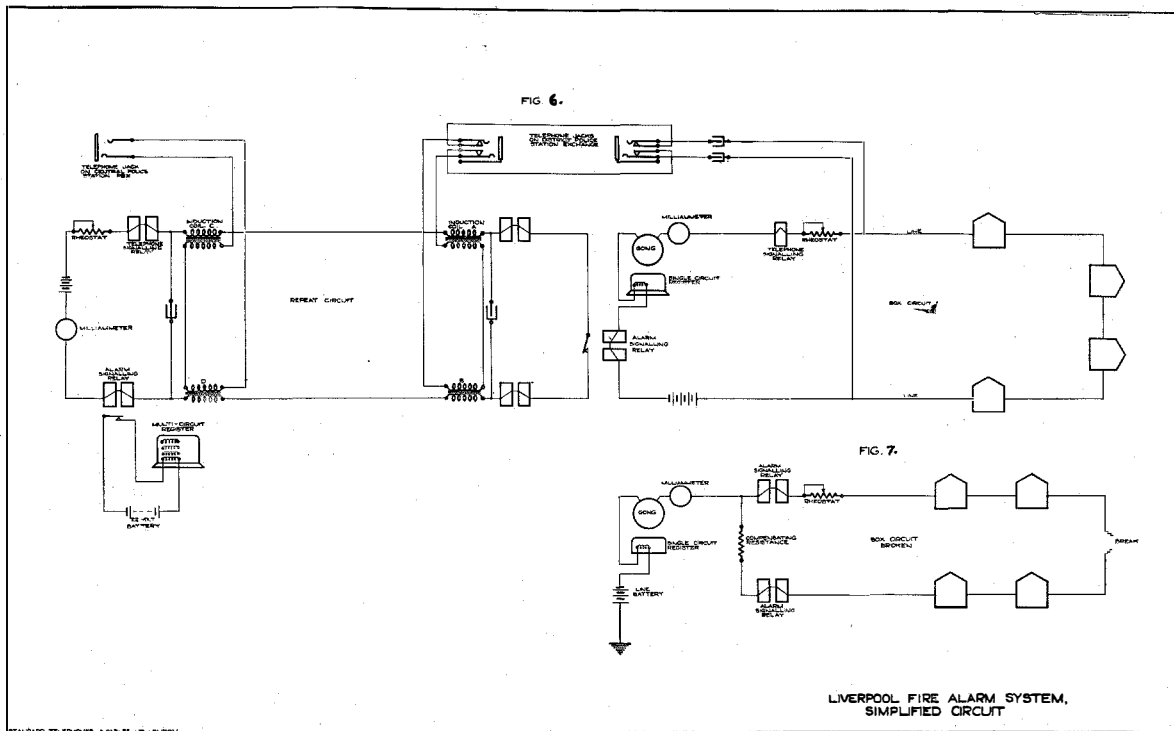 FIG. 6.
TELEPHONE JACK
ON CENTRAL POLICE
STATION PBX
TELEPHONE JACKS
ON DISTRICT POLICE
STATION EXCHANGE
RHEOSTAT
TELEPHONE
SIGNALLING
RELAY
INDUCTION
COIL C.
INDUCTION
COIL A
MILLIAMMETER
GONG
TELEPHONE
SIGNALLING
RELAY
RHEOSTAT
LINE
SINGLE CIRCUIT
REGISTER
REPEAT CIRCUIT
BOX CIRCUIT
MILLIAMMETER
ALARM
SIGNALLING
RELAY
ALARM
SIGNALLING
RELAY
D
B
LINE
MULTI-CIRCUIT
REGISTER
VOLT
BATTERY
FIG. 7.
ALARM
SIGNALLING
RELAY
MILLIAMMETER
GONG
RHEOSTAT
SINGLE CIRCUIT
REGISTER
COMPENSATING
RESISTANCE
BOX CIRCUIT
BROKEN
BREAK
LINE
BATTERY
ALARM
SIGNALLING
RELAY
LIVERPOOL FIRE ALARM SYSTEM,
SIMPLIFIED CIRCUIT